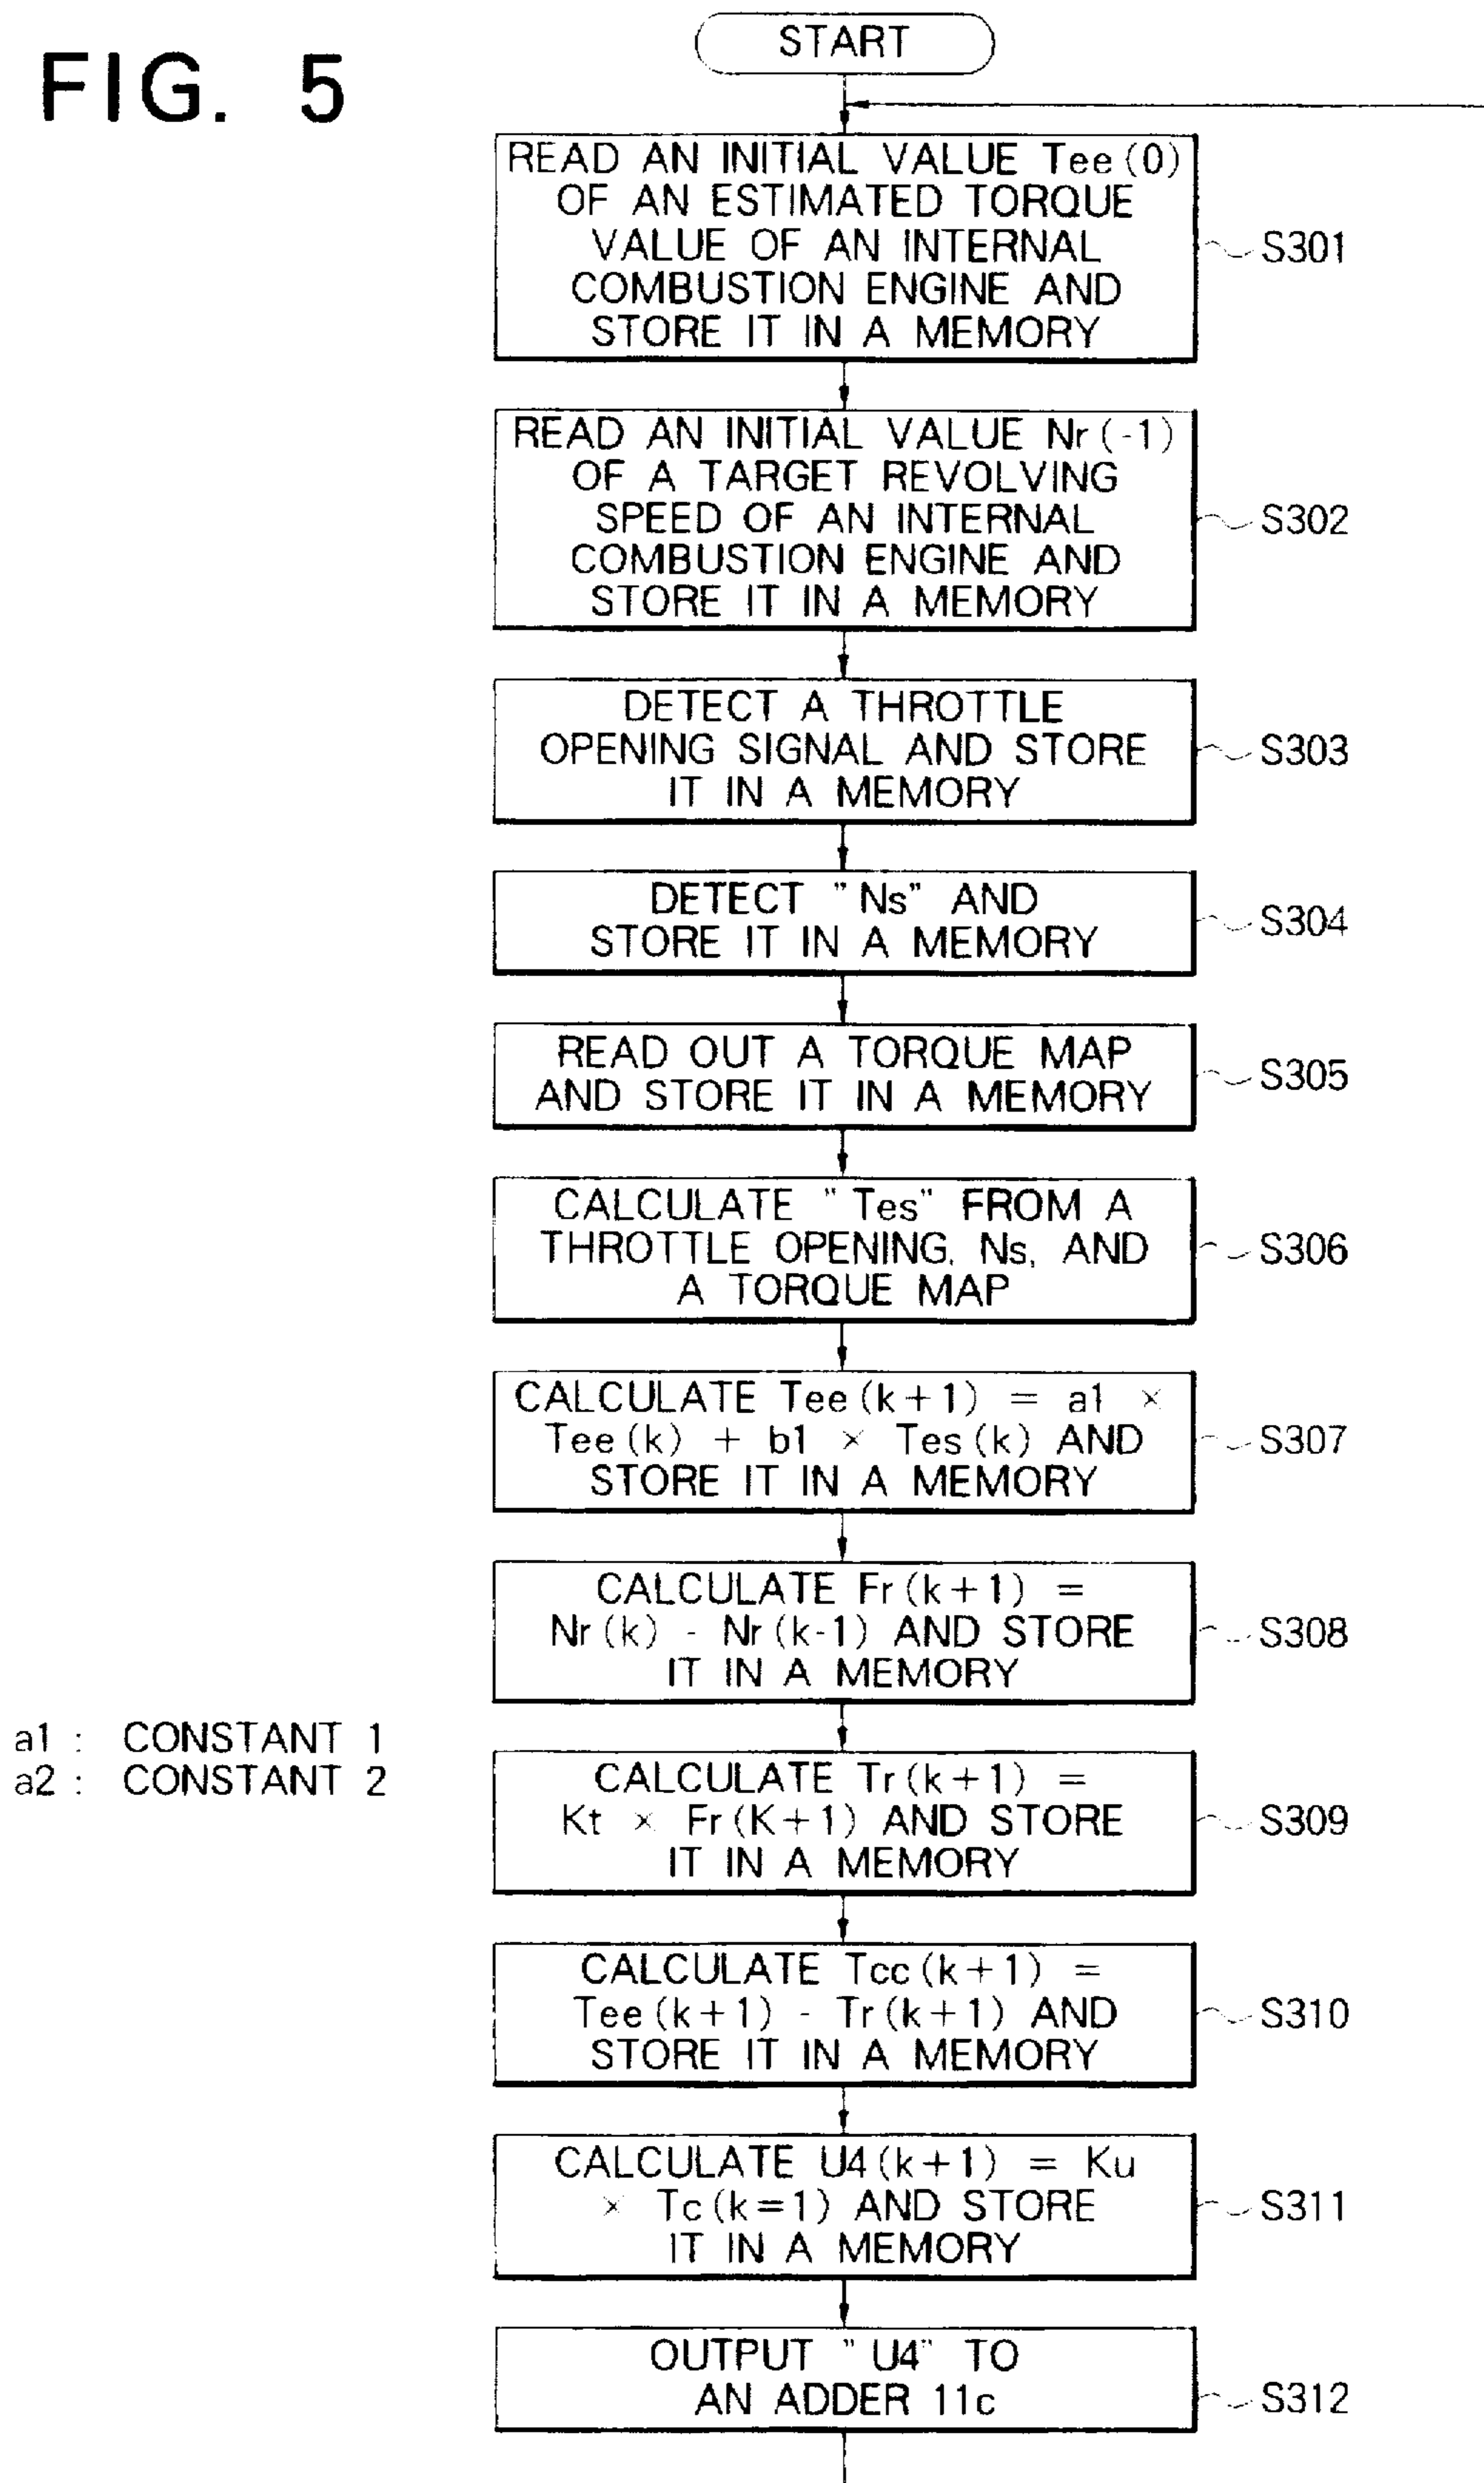 FIG. 5
START
READ AN INITIAL VALUE Tee(0)
OF AN ESTIMATED TORQUE
VALUE OF AN INTERNAL
COMBUSTION ENGINE AND
STORE IT IN A MEMORY
S301
READ AN INITIAL VALUE Nr(-1)
OF A TARGET REVOLVING
SPEED OF AN INTERNAL
COMBUSTION ENGINE AND
STORE IT IN A MEMORY
S302
DETECT A THROTTLE
OPENING SIGNAL AND STORE
IT IN A MEMORY
S303
DETECT "Ns" AND
STORE IT IN A MEMORY
S304
READ OUT A TORQUE MAP
AND STORE IT IN A MEMORY
S305
CALCULATE "Tes" FROM A
THROTTLE OPENING, Ns, AND
A TORQUE MAP
S306
CALCULATE Tee(k+1) = a1 ×
Tee(k) + b1 × Tes(k) AND
STORE IT IN A MEMORY
S307
CALCULATE Fr(k+1) =
Nr(k) - Nr(k-1) AND STORE
IT IN A MEMORY
S308
a1 : CONSTANT 1
a2 : CONSTANT 2
CALCULATE Tr(k+1) =
Kt × Fr(K+1) AND STORE
IT IN A MEMORY
S309
CALCULATE Tcc(k+1) =
Tee(k+1) - Tr(k+1) AND
STORE IT IN A MEMORY
S310
CALCULATE U4(k+1) = Ku
× Tc(k=1) AND STORE
IT IN A MEMORY
S311
OUTPUT "U4" TO
AN ADDER 11c
S312